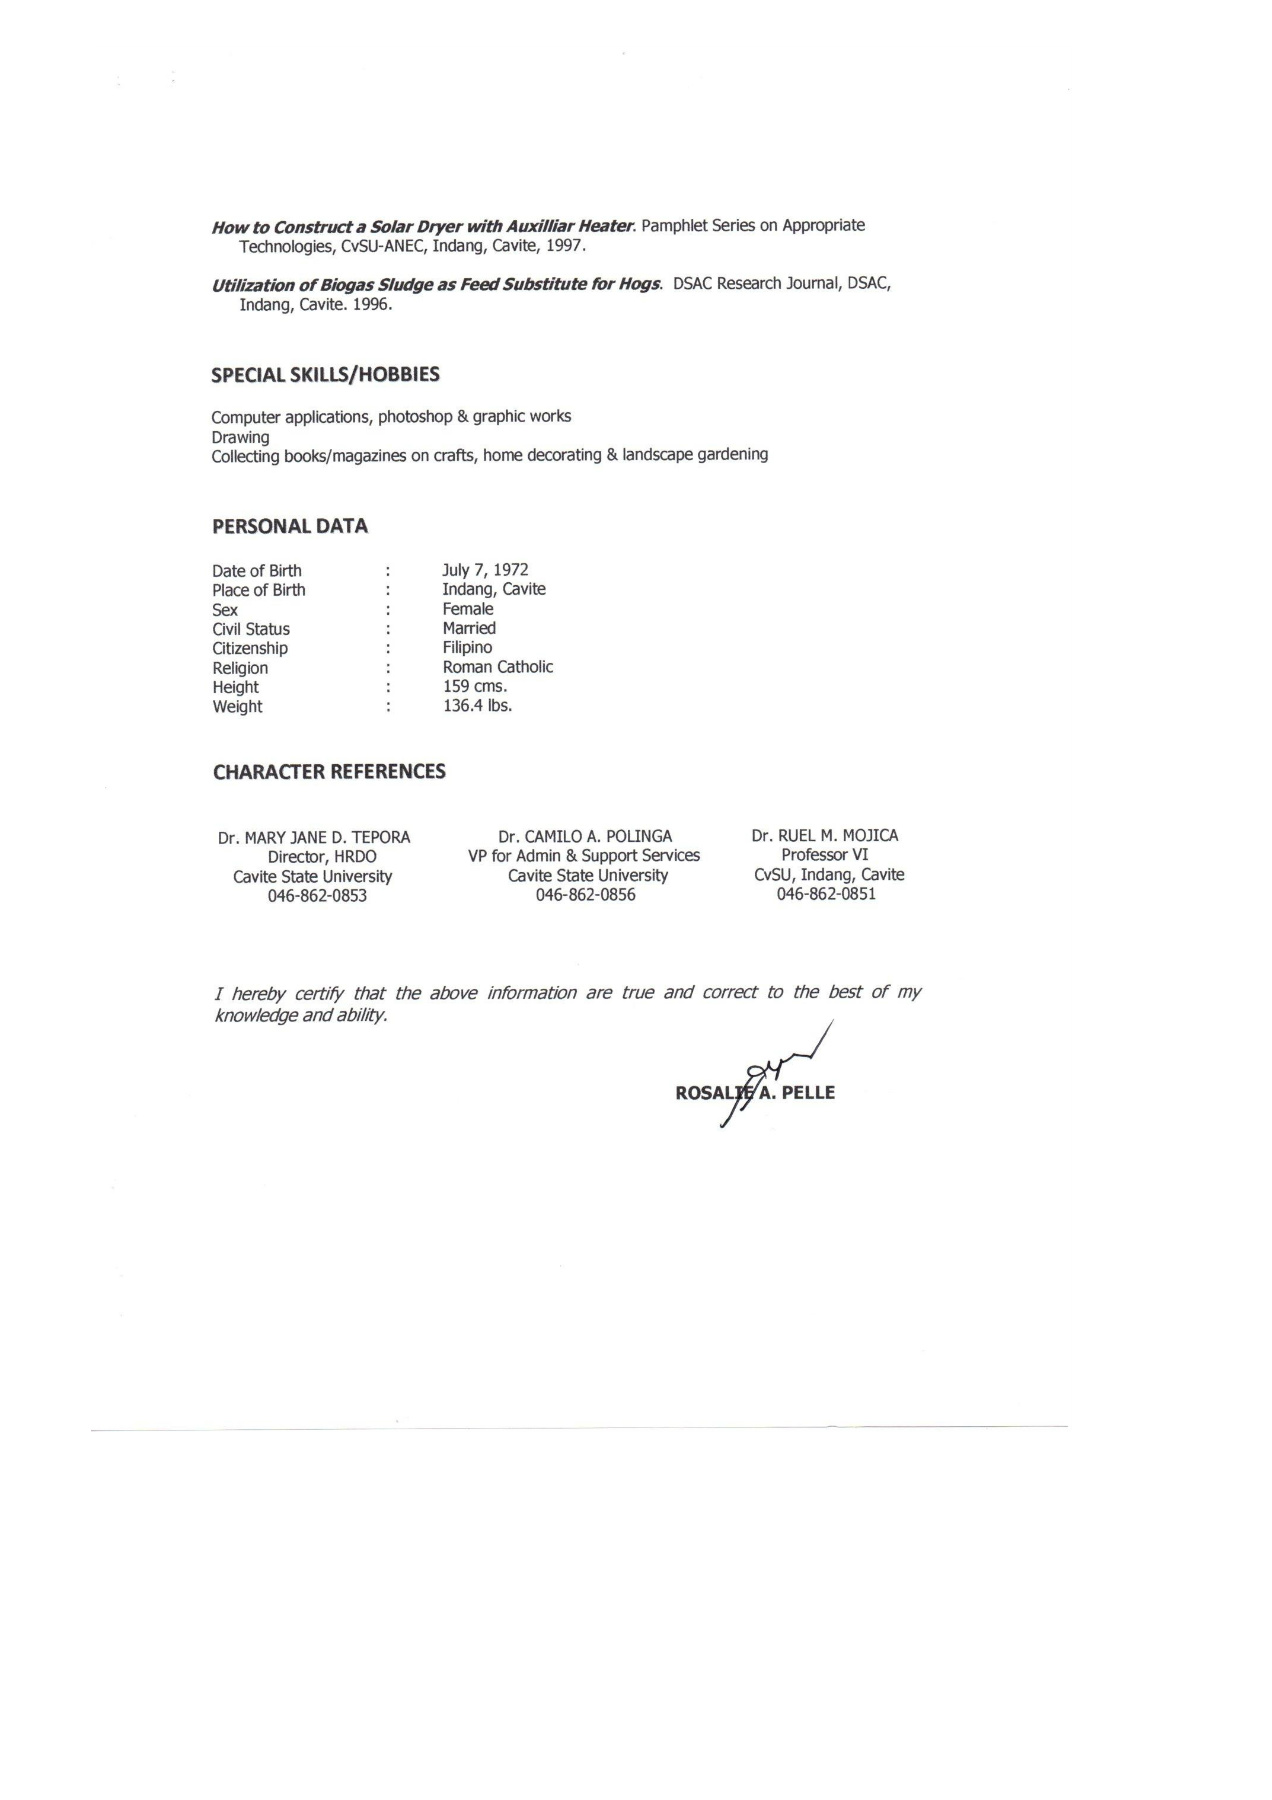 How to Construct a Solar Dryer with Auxilliar Heater. Pamphlet Series on Appropriate
Technologies, CvSU-ANEC, Indang, Cavite, 1997.
Utilization of Biogas Sludge as Feed Substitute for Hogs. DSAC Research Journal, DSAC,
Indang, Cavite. 1996.
SPECIAL SKILLS/HOBBIES
Computer applications, photoshop & graphic works
Drawing
Collecting books/magazines on crafts, home decorating & landscape gardening
PERSONAL DATA
Date of Birth : July 7, 1972
Place of Birth : Indang, Cavite
Sex : Female
Civil Status : Married
Citizenship : Filipino
Religion : Roman Catholic
Height : 159 cms.
Weight : 136.4 lbs.
CHARACTER REFERENCES
Dr. MARY JANE D. TEPORA Dr. CAMILO A. POLINGA Dr. RUEL M. MOJICA
Director, HRDO VP for Admin & Support Services Professor VI
Cavite State University Cavite State University CvSU, Indang, Cavite
046-862-0853 046-862-0856 046-862-0851
I hereby certify that the above information are true and correct to the best of my
knowledge and ability.
ROSALIE A. PELLE